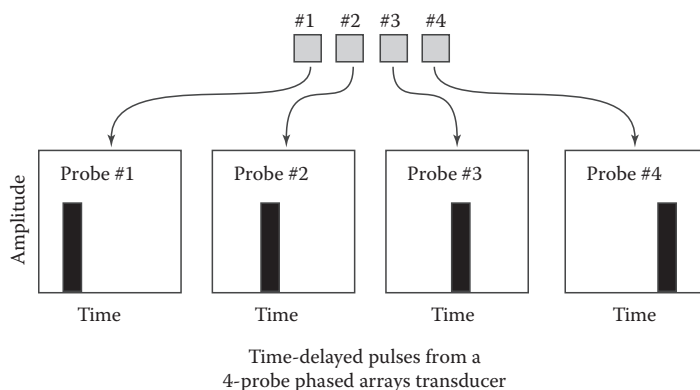 #1 #2 #3 #4
Probe #1 Probe #2 Probe #3 Probe #4
Amplitude
Time Time Time Time
Time-delayed pulses from a
4-probe phased arrays transducer